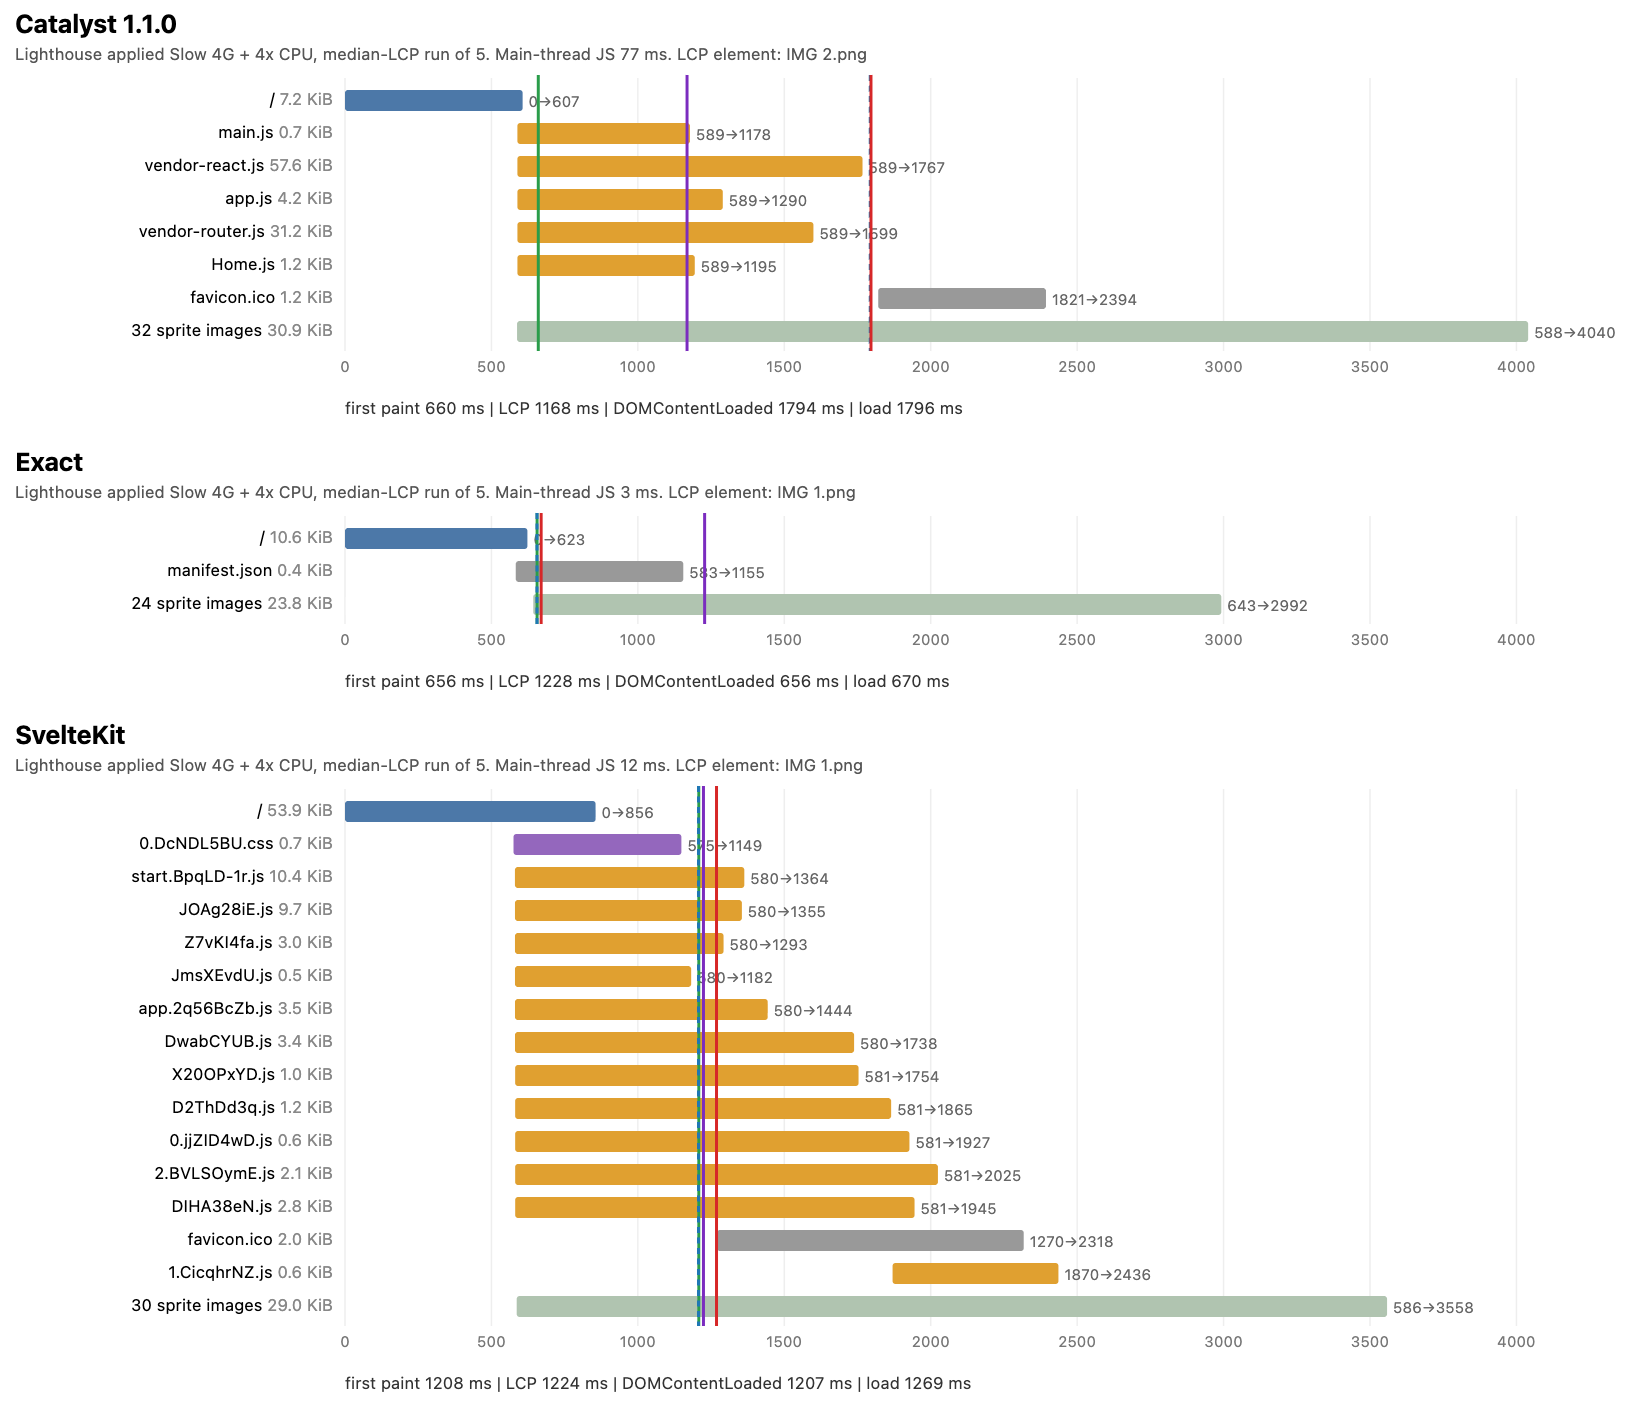 Catalyst 1.1.0
Lighthouse applied Slow 4G + 4x CPU, median-LCP run of 5. Main-thread JS 77 ms. LCP element: IMG 2.png
/ 7.2 KiB 0→607
main.js 0.7 KiB 589→1178
vendor-react.js 57.6 KiB 589→1767
app.js 4.2 KiB 589→1290
vendor-router.js 31.2 KiB 589→1599
Home.js 1.2 KiB 589→1195
favicon.ico 1.2 KiB 1821→2394
32 sprite images 30.9 KiB 588→4040
0 500 1000 1500 2000 2500 3000 3500 4000
first paint 660 ms | LCP 1168 ms | DOMContentLoaded 1794 ms | load 1796 ms
Exact
Lighthouse applied Slow 4G + 4x CPU, median-LCP run of 5. Main-thread JS 3 ms. LCP element: IMG 1.png
/ 10.6 KiB 0→623
manifest.json 0.4 KiB 583→1155
24 sprite images 23.8 KiB 643→2992
0 500 1000 1500 2000 2500 3000 3500 4000
first paint 656 ms | LCP 1228 ms | DOMContentLoaded 656 ms | load 670 ms
SvelteKit
Lighthouse applied Slow 4G + 4x CPU, median-LCP run of 5. Main-thread JS 12 ms. LCP element: IMG 1.png
/ 53.9 KiB 0→856
0.DcNDL5BU.css 0.7 KiB 575→1149
start.BpqLD-1r.js 10.4 KiB 580→1364
JOAg28iE.js 9.7 KiB 580→1355
Z7vKI4fa.js 3.0 KiB 580→1293
JmsXEvdU.js 0.5 KiB 580→1182
app.2q56BcZb.js 3.5 KiB 580→1444
DwabCYUB.js 3.4 KiB 580→1738
X20OPxYD.js 1.0 KiB 581→1754
D2ThDd3q.js 1.2 KiB 581→1865
0.jjZID4wD.js 0.6 KiB 581→1927
2.BVLSOymE.js 2.1 KiB 581→2025
DIHA38eN.js 2.8 KiB 581→1945
favicon.ico 2.0 KiB 1270→2318
1.CicqhrNZ.js 0.6 KiB 1870→2436
30 sprite images 29.0 KiB 586→3558
0 500 1000 1500 2000 2500 3000 3500 4000
first paint 1208 ms | LCP 1224 ms | DOMContentLoaded 1207 ms | load 1269 ms